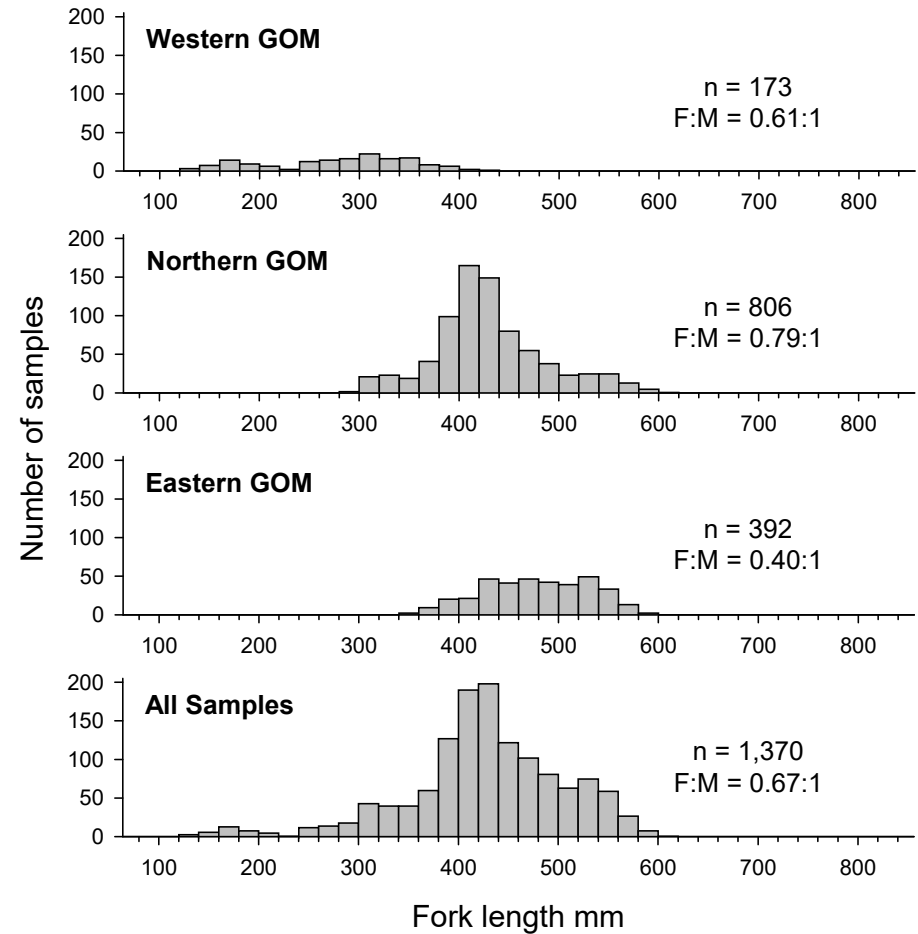 Number of samples
Western GOM
n = 173
F:M = 0.61:1
200
150
100
50
0
100 200 300 400 500 600 700 800
Northern GOM
n = 806
F:M = 0.79:1
200
150
100
50
0
100 200 300 400 500 600 700 800
Eastern GOM
n = 392
F:M = 0.40:1
200
150
100
50
0
100 200 300 400 500 600 700 800
All Samples
n = 1,370
F:M = 0.67:1
200
150
100
50
0
100 200 300 400 500 600 700 800
Fork length mm